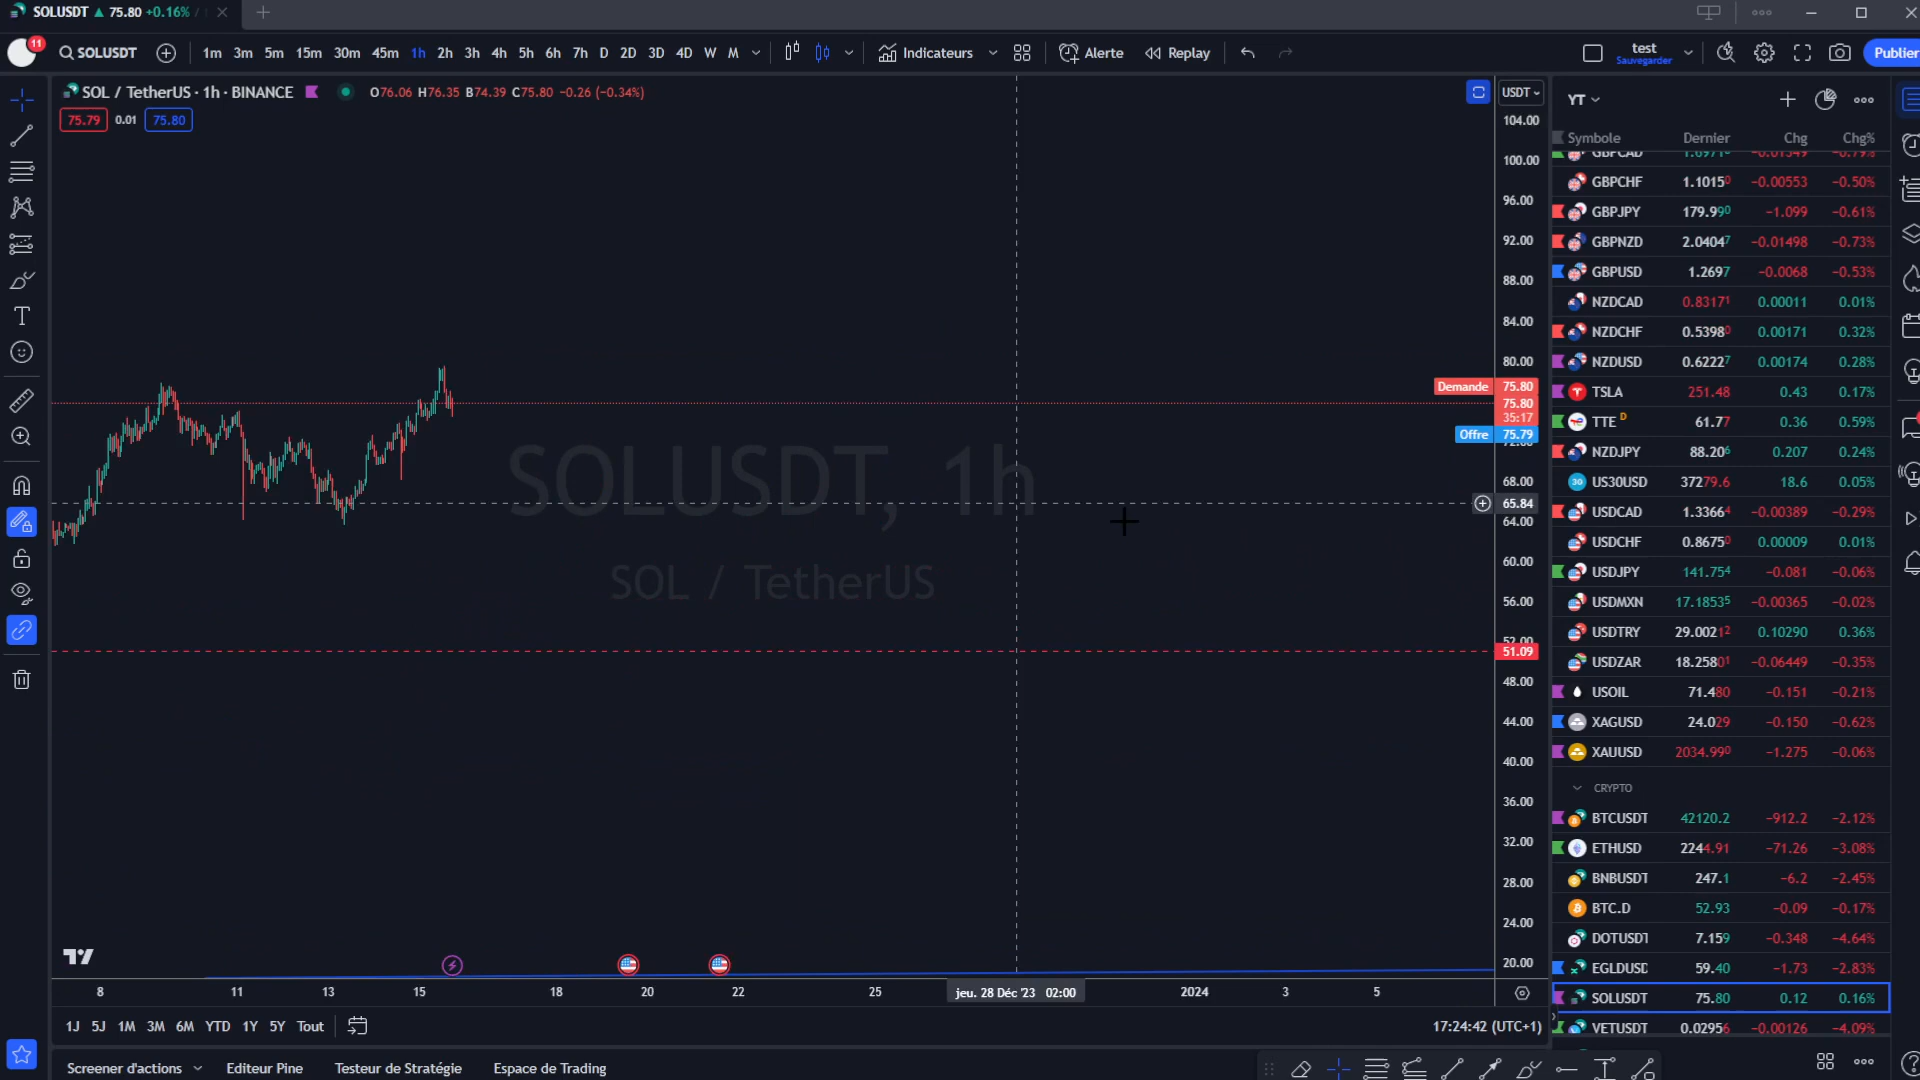 SOLUSDT ▲ 75.80 +0.16% /
11
SOLUSDT
1m 3m 5m 15m 30m 45m 1h 2h 3h 4h 5h 6h 7h D 2D 3D 4D W M
Indicateurs
Alerte
Replay
test
Sauvegarder
Publier
SOL / TetherUS · 1h · BINANCE
O76.06 H76.35 B74.39 C75.80 −0.26 (−0.34%)
75.79 0.01 75.80
USDT
104.00
100.00
96.00
92.00
88.00
84.00
80.00
Demande 75.80
75.80
35:17
Offre 75.79
72.00
68.00
65.84
64.00
60.00
56.00
52.00
51.09
48.00
44.00
40.00
36.00
32.00
28.00
24.00
20.00
SOLUSDT, 1h
SOL / TetherUS
8 11 13 15 18 20 22 25 jeu. 28 Déc '23 02:00 2024 3 5
1J 5J 1M 3M 6M YTD 1Y 5Y Tout
17:24:42 (UTC+1)
Screener d'actions
Editeur Pine
Testeur de Stratégie
Espace de Trading
YT
Symbole Dernier Chg Chg%
GBPCAD 1.6971⁰ −0.01349 −0.79%
GBPCHF 1.1015⁰ −0.00553 −0.50%
GBPJPY 179.99⁰ −1.099 −0.61%
GBPNZD 2.0404⁷ −0.01498 −0.73%
GBPUSD 1.2697 −0.0068 −0.53%
NZDCAD 0.8317¹ 0.00011 0.01%
NZDCHF 0.5398⁰ 0.00171 0.32%
NZDUSD 0.6222⁷ 0.00174 0.28%
TSLA 251.48 0.43 0.17%
TTE D 61.77 0.36 0.59%
NZDJPY 88.20⁶ 0.207 0.24%
US30USD 37279.6 18.6 0.05%
USDCAD 1.3366⁴ −0.00389 −0.29%
USDCHF 0.8675⁰ 0.00009 0.01%
USDJPY 141.75⁴ −0.081 −0.06%
USDMXN 17.1853⁵ −0.00365 −0.02%
USDTRY 29.0021² 0.10290 0.36%
USDZAR 18.2580¹ −0.06449 −0.35%
USOIL 71.480 −0.151 −0.21%
XAGUSD 24.029 −0.150 −0.62%
XAUUSD 2034.99⁰ −1.275 −0.06%
CRYPTO
BTCUSDT 42120.2 −912.2 −2.12%
ETHUSD 2244.91 −71.26 −3.08%
BNBUSDT 247.1 −6.2 −2.45%
BTC.D 52.93 −0.09 −0.17%
DOTUSDT 7.159 −0.348 −4.64%
EGLDUSD 59.40 −1.73 −2.83%
SOLUSDT 75.80 0.12 0.16%
VETUSDT 0.02956 −0.00126 −4.09%